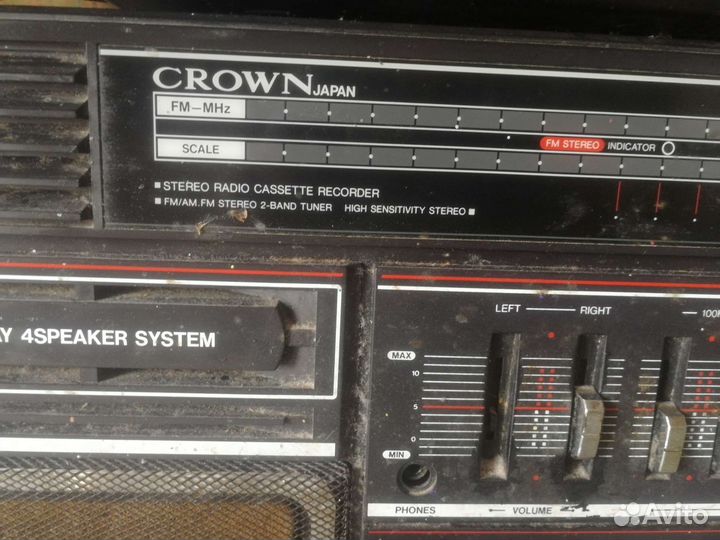 CROWN JAPAN
FM—MHz
FM STEREO INDICATOR
SCALE
■ STEREO RADIO CASSETTE RECORDER
■ FM/AM.FM STEREO 2-BAND TUNER HIGH SENSITIVITY STEREO ■
4SPEAKER SYSTEM
LEFT — RIGHT
MAX
10
5
0
MIN
PHONES
← VOLUME
Avito